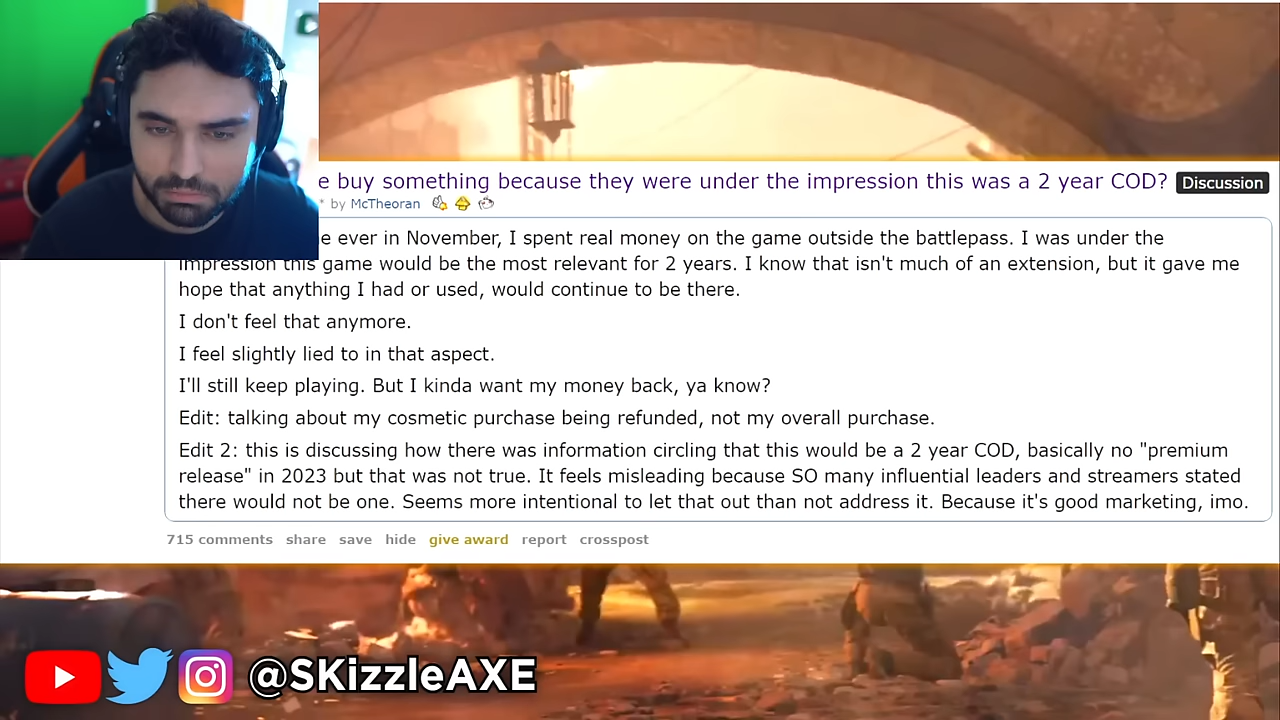 e buy something because they were under the impression this was a 2 year COD? Discussion
* by McTheoran
e ever in November, I spent real money on the game outside the battlepass. I was under the
impression this game would be the most relevant for 2 years. I know that isn't much of an extension, but it gave me
hope that anything I had or used, would continue to be there.
I don't feel that anymore.
I feel slightly lied to in that aspect.
I'll still keep playing. But I kinda want my money back, ya know?
Edit: talking about my cosmetic purchase being refunded, not my overall purchase.
Edit 2: this is discussing how there was information circling that this would be a 2 year COD, basically no "premium
release" in 2023 but that was not true. It feels misleading because SO many influential leaders and streamers stated
there would not be one. Seems more intentional to let that out than not address it. Because it's good marketing, imo.
715 comments share save hide give award report crosspost
@SKizzleAXE